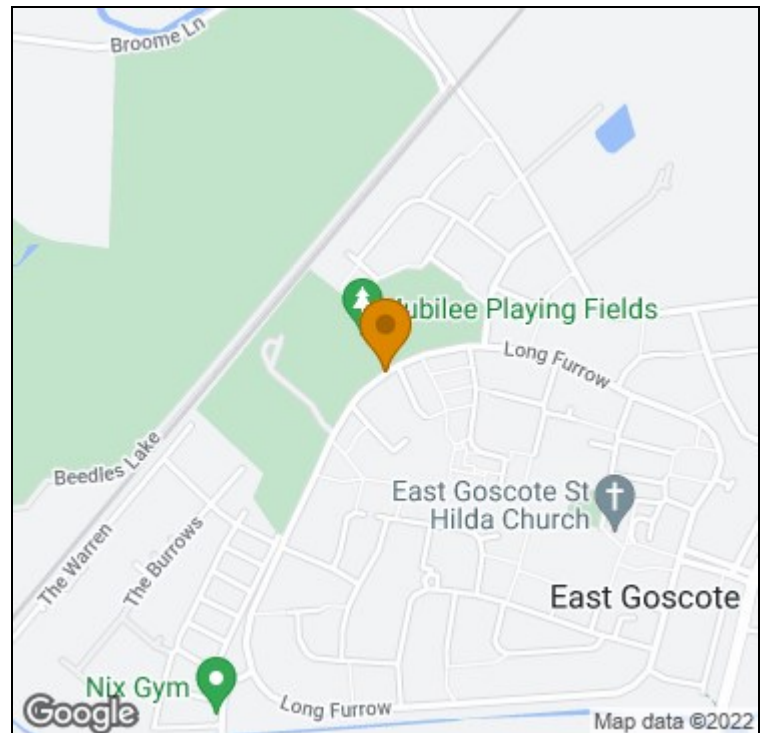 Broome Ln
Jubilee Playing Fields
Long Furrow
Beedles Lake
East Goscote St
Hilda Church
The Warren
The Burrows
East Goscote
Nix Gym
Long Furrow
Google
Map data ©2022